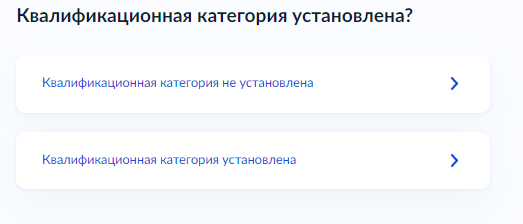 Квалификационная категория установлена?
Квалификационная категория не установлена
Квалификационная категория установлена